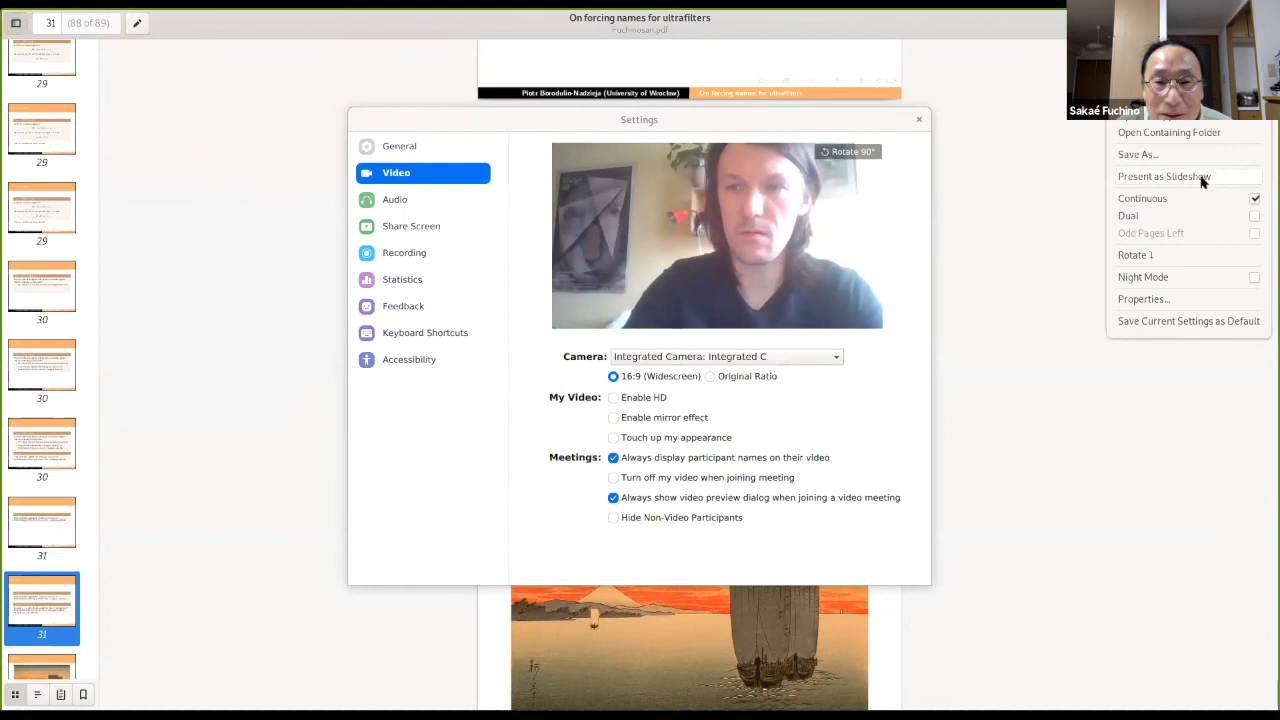 31
(88 of 89)
On forcing names for ultrafilters
Fuchinosan.pdf
Sakaé Fuchino
Open Containing Folder
Save As...
Present as Slideshow
Continuous
Dual
Odd Pages Left
Rotate ⤵
Night Mode
Properties...
Save Current Settings as Default
Piotr Borodulin-Nadzieja (University of Wrocław)
On forcing names for ultrafilters
Settings
General
Video
Audio
Share Screen
Recording
Statistics
Feedback
Keyboard Shortcuts
Accessibility
Rotate 90°
Camera: Integrated Camera: Integrated C
16:9 (Widescreen) Original Ratio
My Video: Enable HD
Enable mirror effect
Touch up my appearance
Meetings: Always display participant names on their video
Turn off my video when joining meeting
Always show video preview dialog when joining a video meeting
Hide Non-Video Participants
29
29
29
30
30
30
31
31